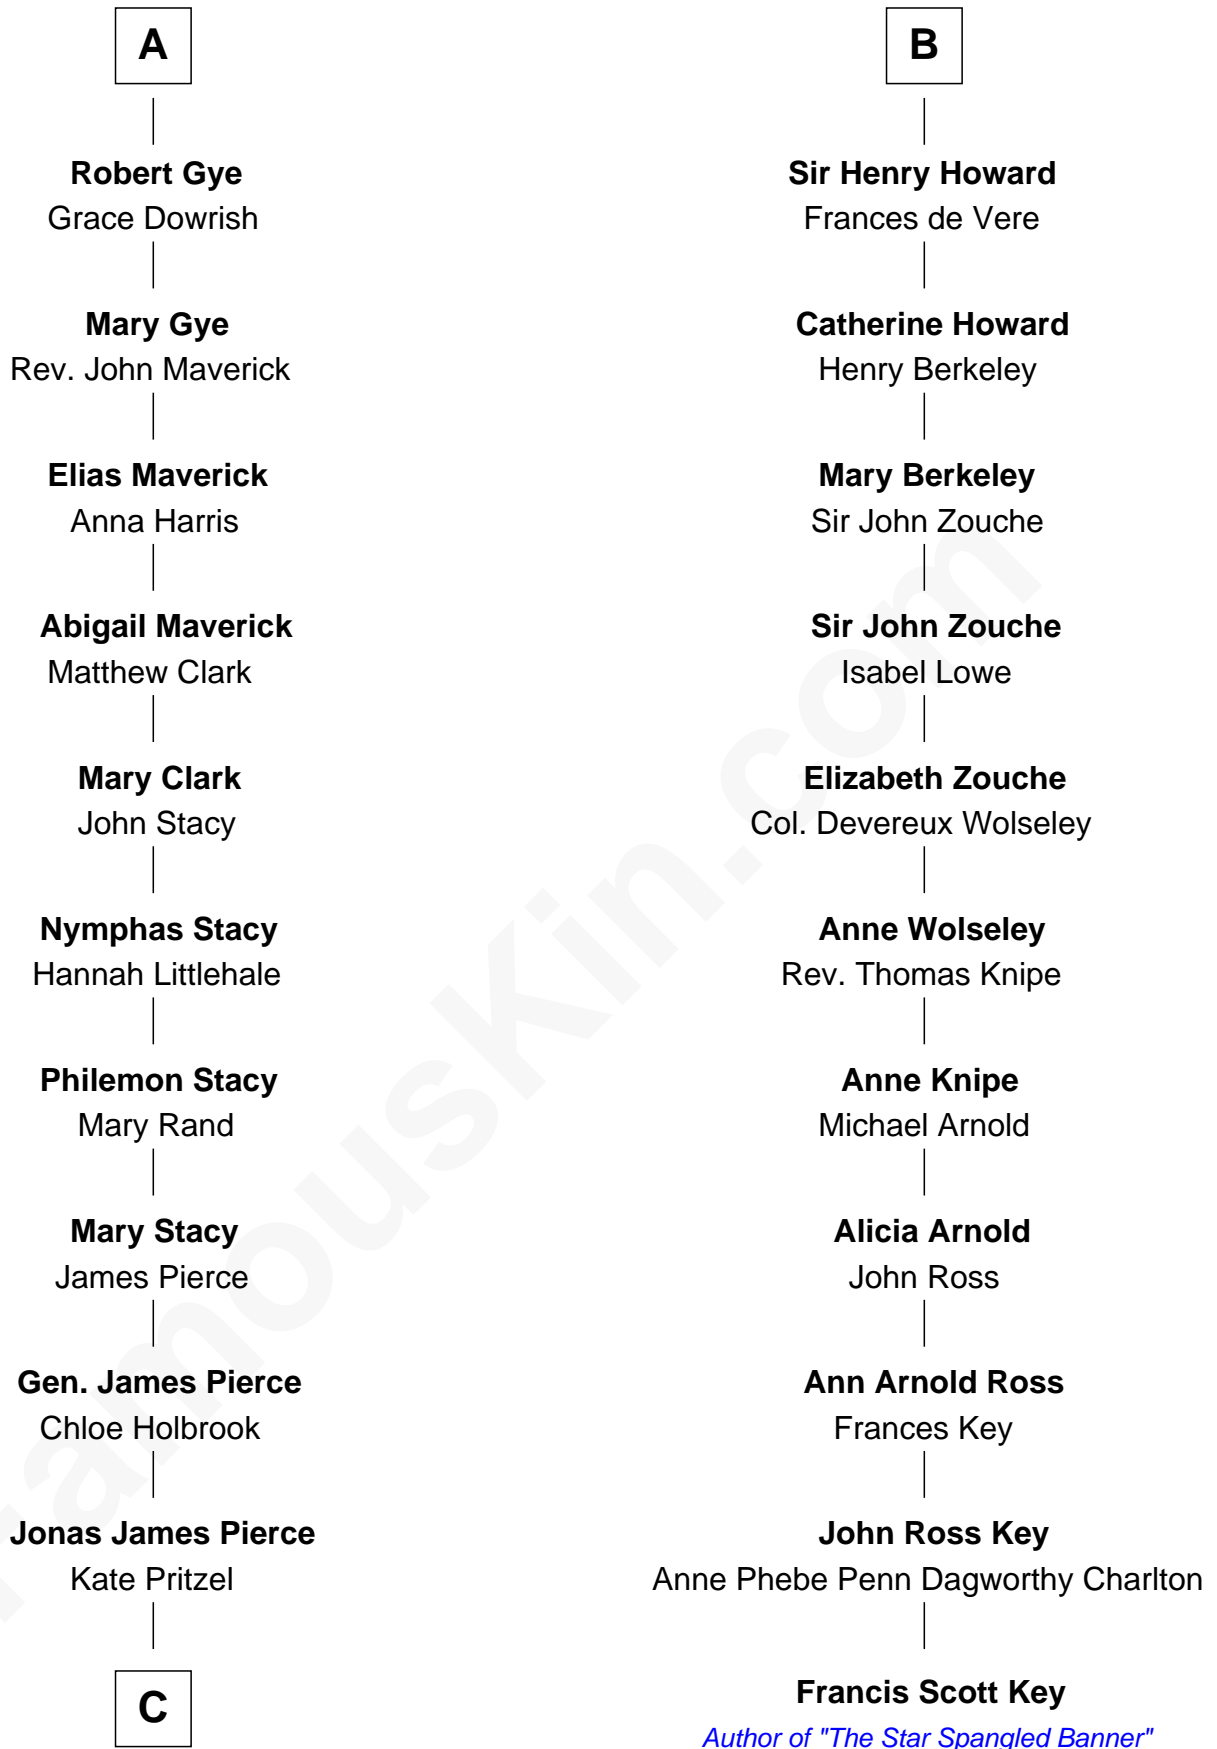 A
Robert Gye
Grace Dowrish
Mary Gye
Rev. John Maverick
Elias Maverick
Anna Harris
Abigail Maverick
Matthew Clark
Mary Clark
John Stacy
Nymphas Stacy
Hannah Littlehale
Philemon Stacy
Mary Rand
Mary Stacy
James Pierce
Gen. James Pierce
Chloe Holbrook
Jonas James Pierce
Kate Pritzel
C
B
Sir Henry Howard
Frances de Vere
Catherine Howard
Henry Berkeley
Mary Berkeley
Sir John Zouche
Sir John Zouche
Isabel Lowe
Elizabeth Zouche
Col. Devereux Wolseley
Anne Wolseley
Rev. Thomas Knipe
Anne Knipe
Michael Arnold
Alicia Arnold
John Ross
Ann Arnold Ross
Frances Key
John Ross Key
Anne Phebe Penn Dagworthy Charlton
Francis Scott Key
Author of "The Star Spangled Banner"
FamousKin.com